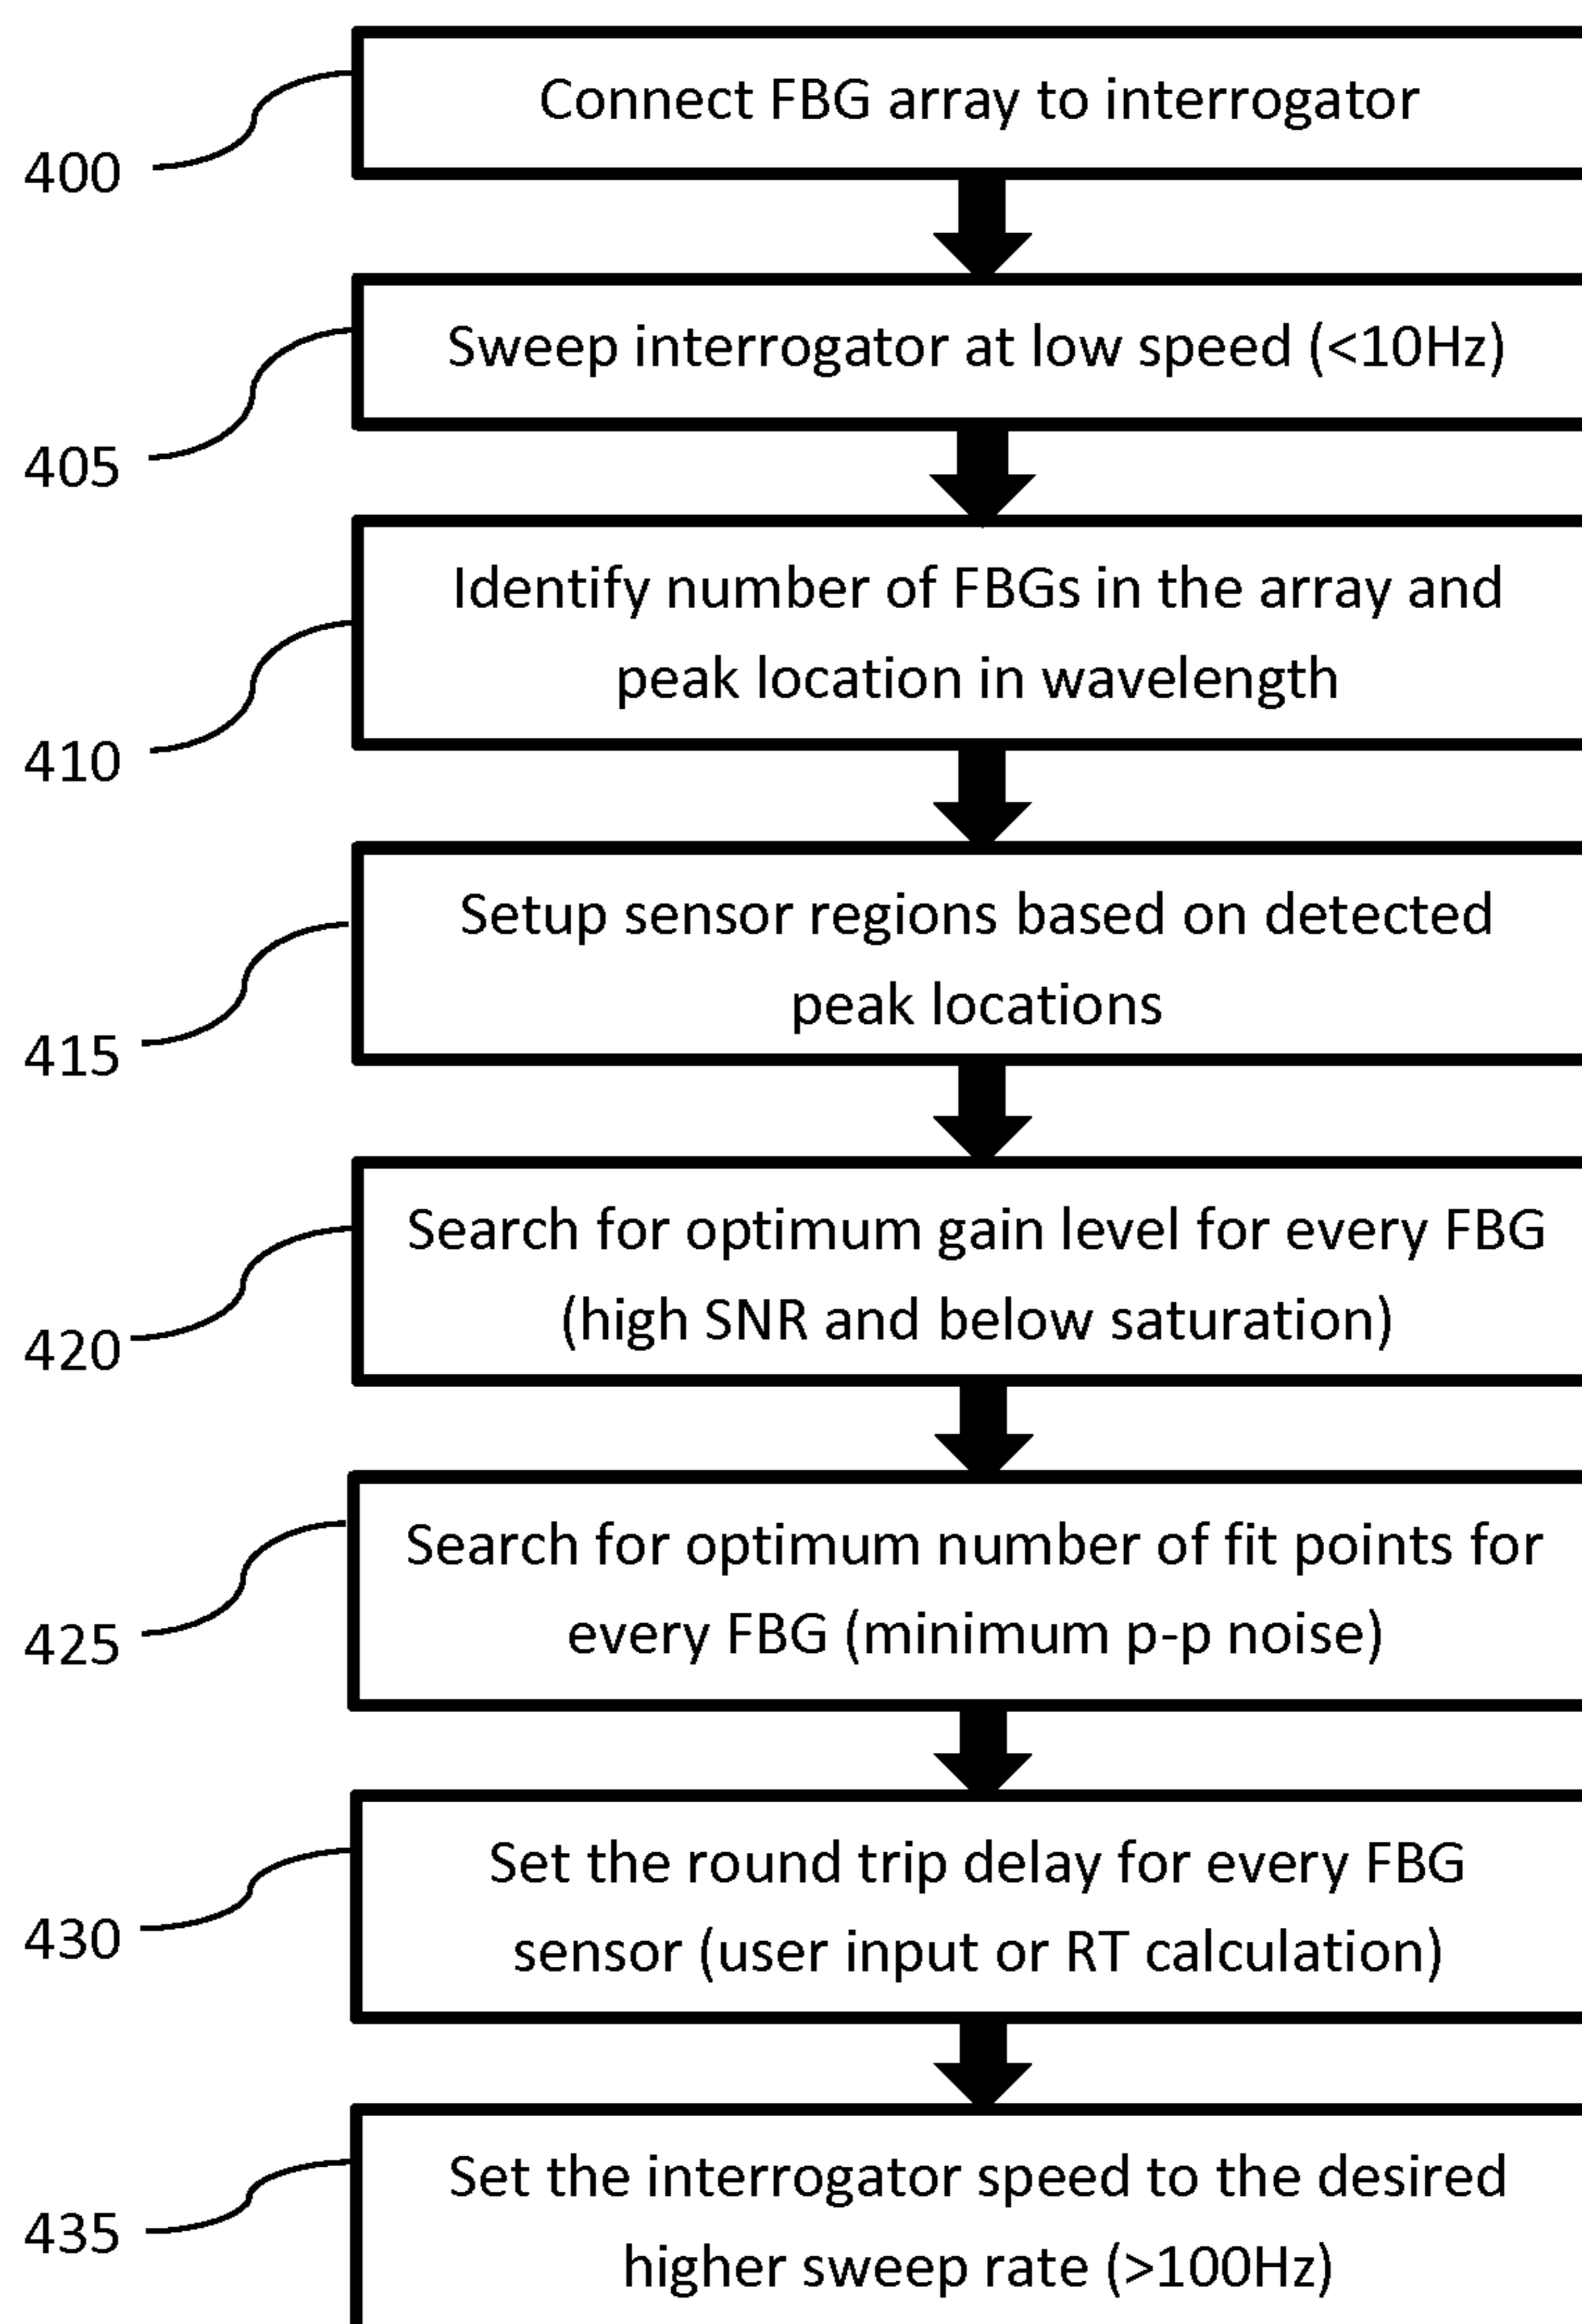 400
Connect FBG array to interrogator
405
Sweep interrogator at low speed (<10Hz)
410
Identify number of FBGs in the array and
peak location in wavelength
415
Setup sensor regions based on detected
peak locations
420
Search for optimum gain level for every FBG
(high SNR and below saturation)
425
Search for optimum number of fit points for
every FBG (minimum p-p noise)
430
Set the round trip delay for every FBG
sensor (user input or RT calculation)
435
Set the interrogator speed to the desired
higher sweep rate (>100Hz)